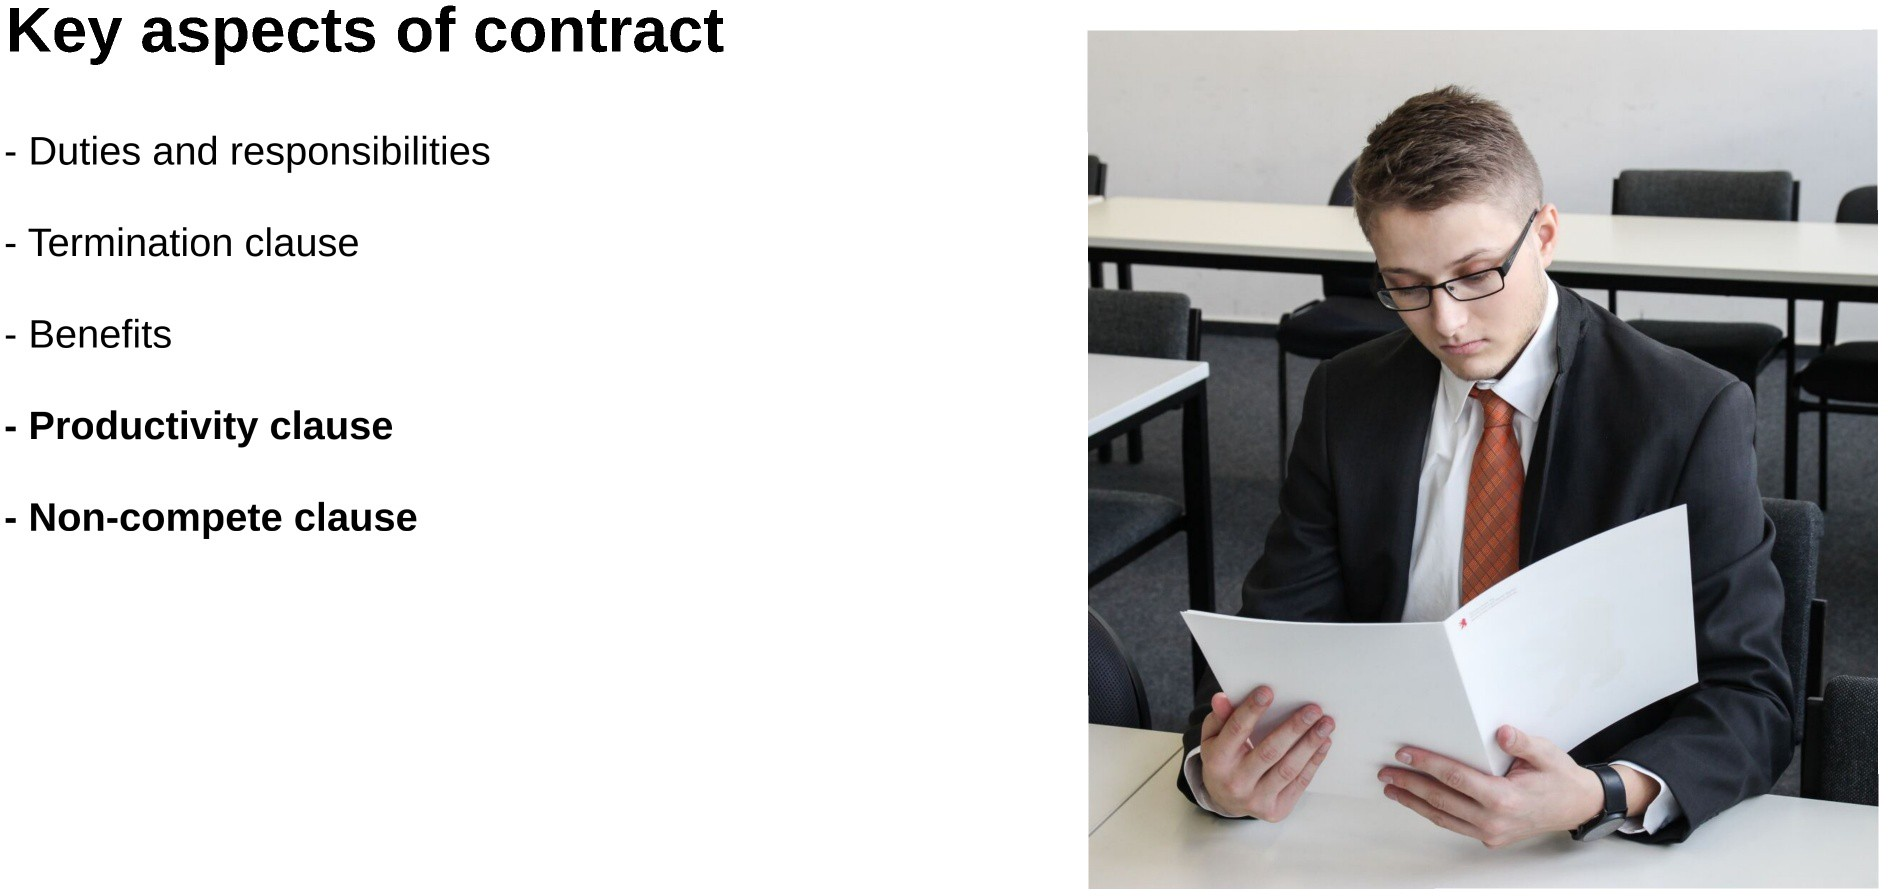 Key aspects of contract
- Duties and responsibilities
- Termination clause
- Benefits
- Productivity clause
- Non-compete clause